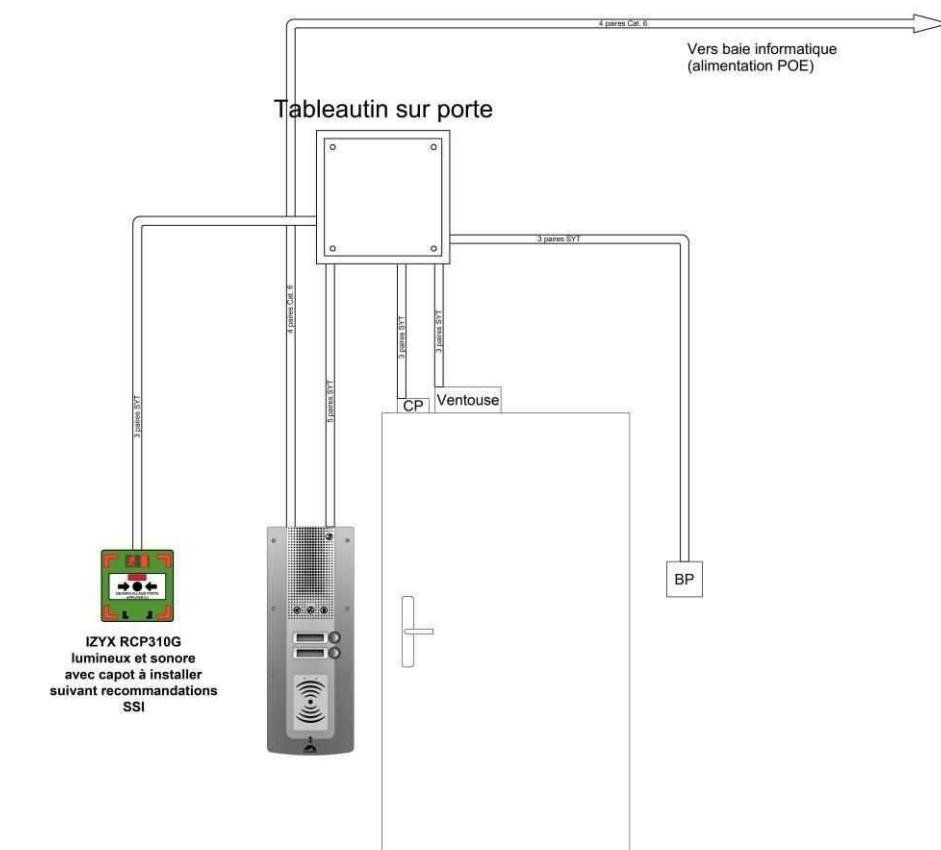 4 paires Cat. 6
Vers baie informatique
(alimentation POE)
Tableautin sur porte
3 paires SYT
4 paires Cat. 6
5 paires SYT
3 paires SYT
3 paires SYT
3 paires SYT
CP
Ventouse
BP
IZYX RCP310G
lumineux et sonore
avec capot à installer
suivant recommandations
SSI